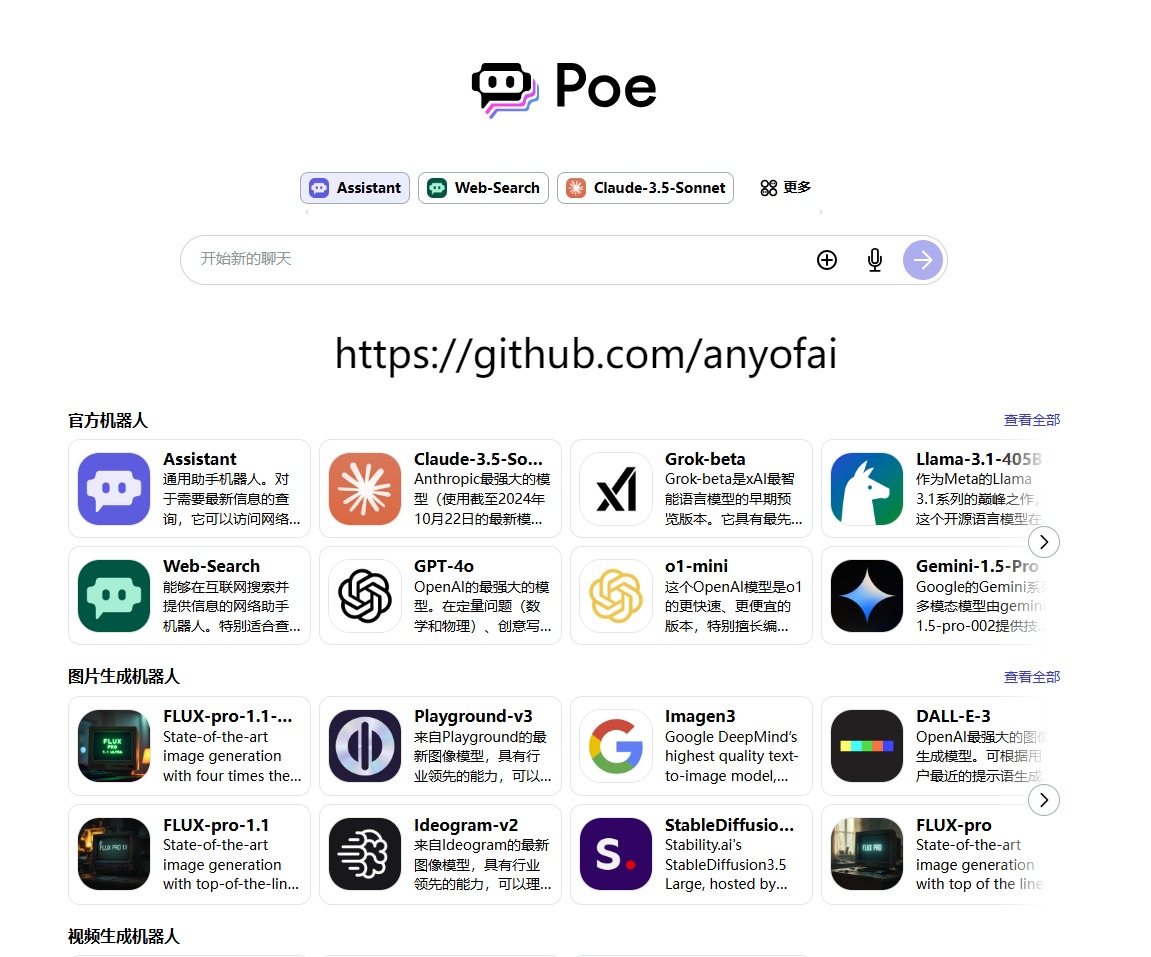 Poe
Assistant
Web-Search
Claude-3.5-Sonnet
更多
开始新的聊天
https://github.com/anyofai
官方机器人
查看全部
Assistant
通用助手机器人。对
于需要最新信息的查
询，它可以访问网络...
Claude-3.5-So...
Anthropic最强大的模
型（使用截至2024年
10月22日的最新模...
Grok-beta
Grok-beta是xAI最智
能语言模型的早期预
览版本。它具有最先...
Llama-3.1-405B
作为Meta的Llama
3.1系列的巅峰之作，
这个开源语言模型在
Web-Search
能够在互联网搜索并
提供信息的网络助手
机器人。特别适合查...
GPT-4o
OpenAI的最强大的模
型。在定量问题（数
学和物理）、创意写...
o1-mini
这个OpenAI模型是o1
的更快速、更便宜的
版本，特别擅长编...
Gemini-1.5-Pro
Google的Gemini系列
多模态模型由gemini
1.5-pro-002提供技...
图片生成机器人
查看全部
FLUX-pro-1.1-...
State-of-the-art
image generation
with four times the...
Playground-v3
来自Playground的最
新图像模型，具有行
业领先的能力，可以...
Imagen3
Google DeepMind's
highest quality text-
to-image model,...
DALL-E-3
OpenAI最强大的图像
生成模型。可根据用
户最近的提示语生成
FLUX-pro-1.1
State-of-the-art
image generation
with top-of-the-lin...
Ideogram-v2
来自Ideogram的最新
图像模型，具有行业
领先的能力，可以理...
StableDiffusio...
Stability.ai's
StableDiffusion3.5
Large, hosted by...
FLUX-pro
State-of-the-art
image generation
with top of the line
视频生成机器人